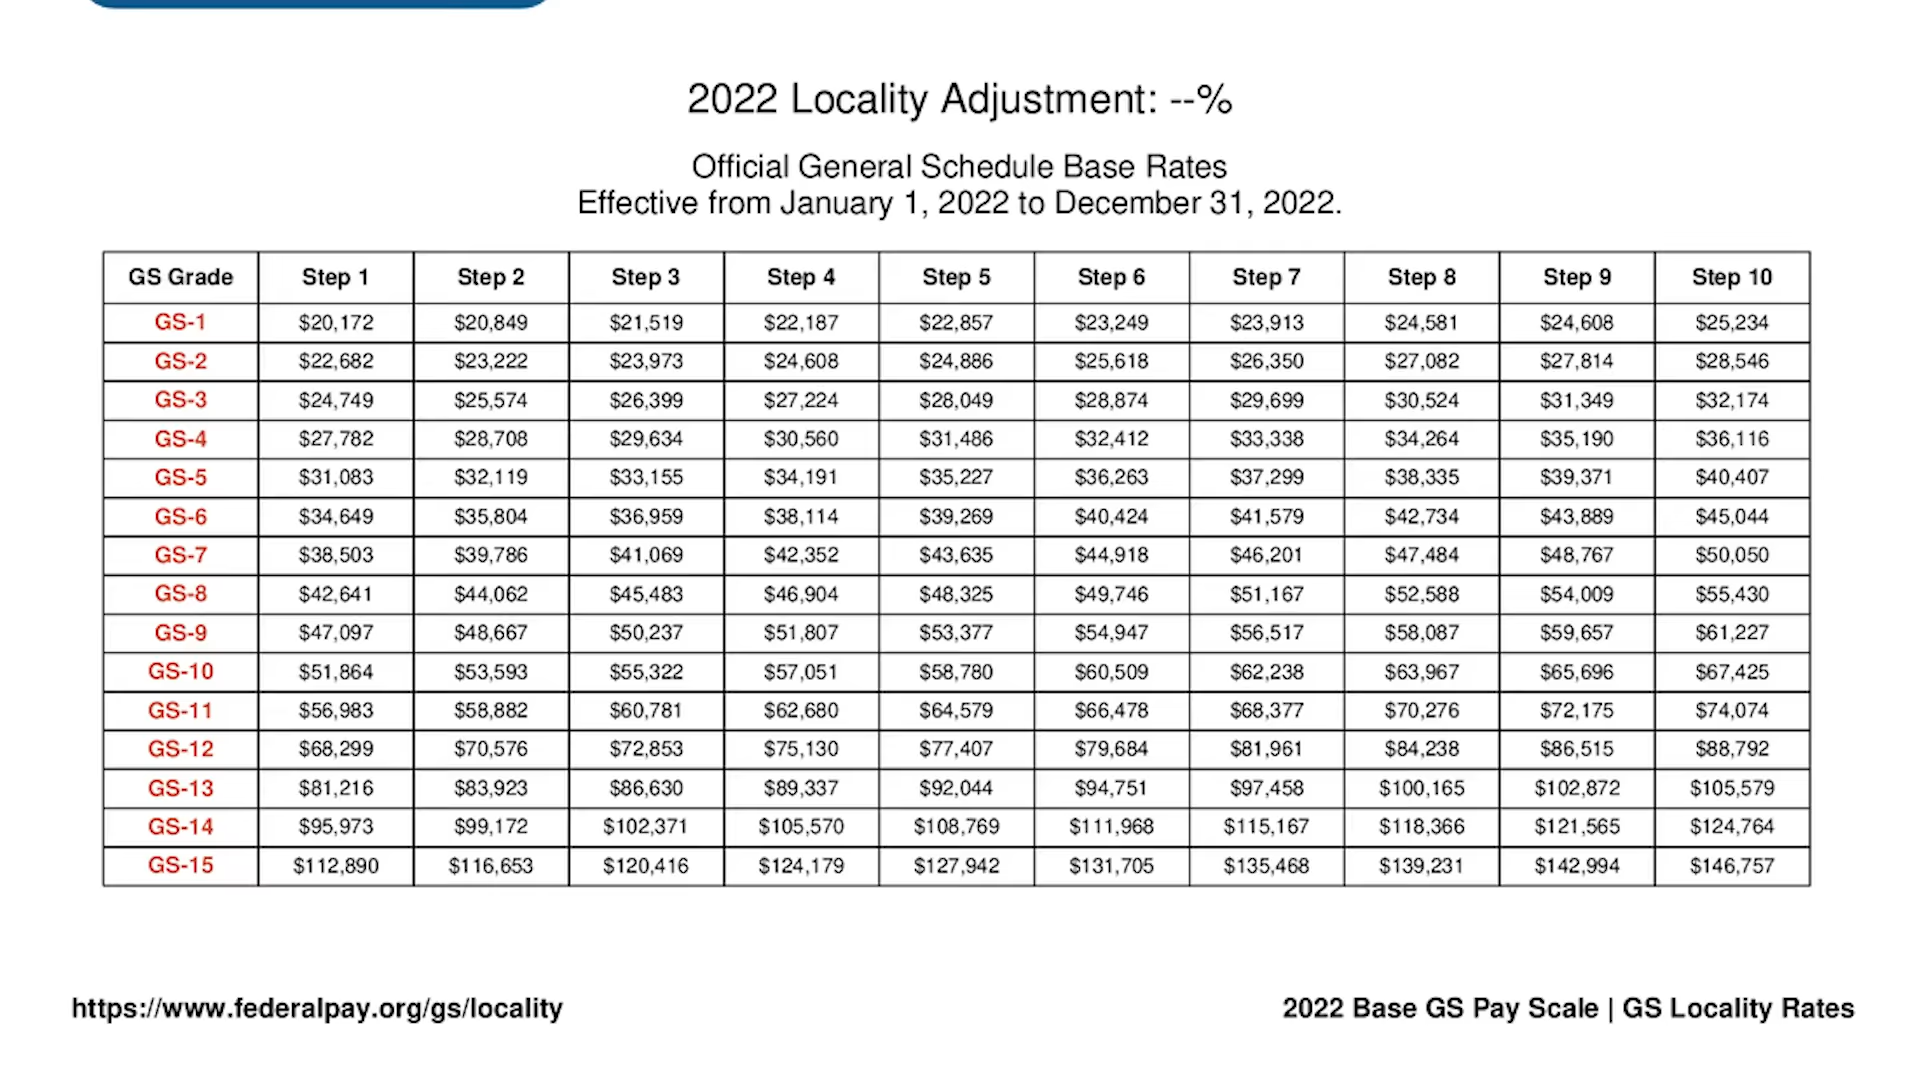 2022 Locality Adjustment: --%
Official General Schedule Base Rates
Effective from January 1, 2022 to December 31, 2022.
GS Grade Step 1 Step 2 Step 3 Step 4 Step 5 Step 6 Step 7 Step 8 Step 9 Step 10
GS-1 $20,172 $20,849 $21,519 $22,187 $22,857 $23,249 $23,913 $24,581 $24,608 $25,234
GS-2 $22,682 $23,222 $23,973 $24,608 $24,886 $25,618 $26,350 $27,082 $27,814 $28,546
GS-3 $24,749 $25,574 $26,399 $27,224 $28,049 $28,874 $29,699 $30,524 $31,349 $32,174
GS-4 $27,782 $28,708 $29,634 $30,560 $31,486 $32,412 $33,338 $34,264 $35,190 $36,116
GS-5 $31,083 $32,119 $33,155 $34,191 $35,227 $36,263 $37,299 $38,335 $39,371 $40,407
GS-6 $34,649 $35,804 $36,959 $38,114 $39,269 $40,424 $41,579 $42,734 $43,889 $45,044
GS-7 $38,503 $39,786 $41,069 $42,352 $43,635 $44,918 $46,201 $47,484 $48,767 $50,050
GS-8 $42,641 $44,062 $45,483 $46,904 $48,325 $49,746 $51,167 $52,588 $54,009 $55,430
GS-9 $47,097 $48,667 $50,237 $51,807 $53,377 $54,947 $56,517 $58,087 $59,657 $61,227
GS-10 $51,864 $53,593 $55,322 $57,051 $58,780 $60,509 $62,238 $63,967 $65,696 $67,425
GS-11 $56,983 $58,882 $60,781 $62,680 $64,579 $66,478 $68,377 $70,276 $72,175 $74,074
GS-12 $68,299 $70,576 $72,853 $75,130 $77,407 $79,684 $81,961 $84,238 $86,515 $88,792
GS-13 $81,216 $83,923 $86,630 $89,337 $92,044 $94,751 $97,458 $100,165 $102,872 $105,579
GS-14 $95,973 $99,172 $102,371 $105,570 $108,769 $111,968 $115,167 $118,366 $121,565 $124,764
GS-15 $112,890 $116,653 $120,416 $124,179 $127,942 $131,705 $135,468 $139,231 $142,994 $146,757
https://www.federalpay.org/gs/locality
2022 Base GS Pay Scale | GS Locality Rates